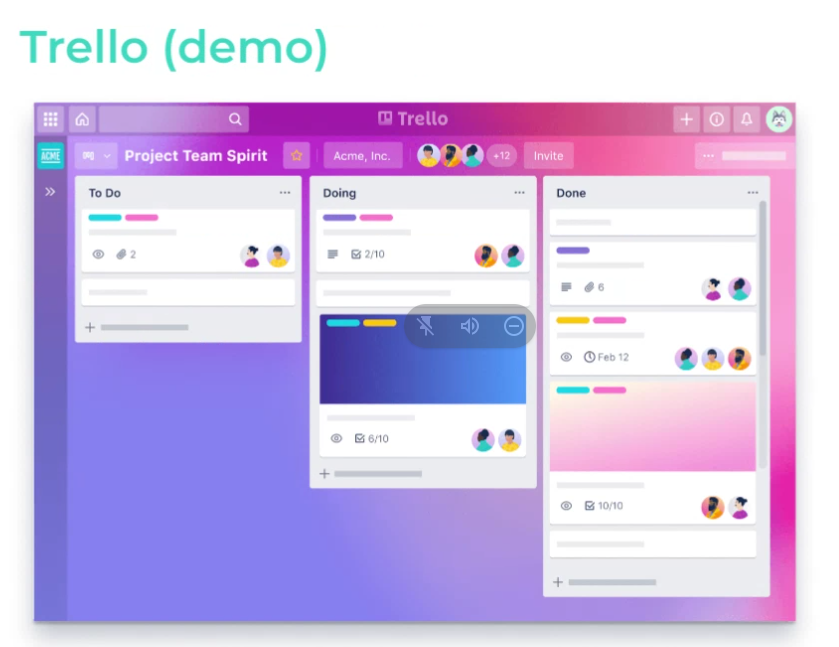 Trello (demo)
Trello
ACME
Project Team Spirit
Acme, Inc.
+12
Invite
To Do
2
Doing
2/10
6/10
Done
6
Feb 12
10/10